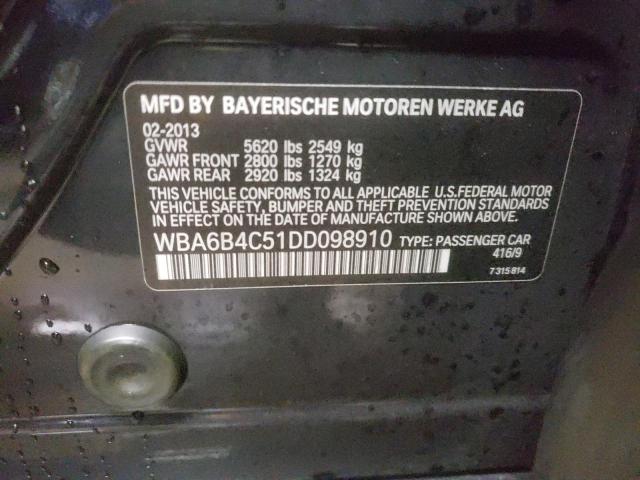 MFD BY BAYERISCHE MOTOREN WERKE AG
02-2013
GVWR 5620 lbs 2549 kg
GAWR FRONT 2800 lbs 1270 kg
GAWR REAR 2920 lbs 1324 kg
THIS VEHICLE CONFORMS TO ALL APPLICABLE U.S.FEDERAL MOTOR
VEHICLE SAFETY, BUMPER AND THEFT PREVENTION STANDARDS
IN EFFECT ON THE DATE OF MANUFACTURE SHOWN ABOVE.
WBA6B4C51DD098910 TYPE: PASSENGER CAR
416/9
7315814